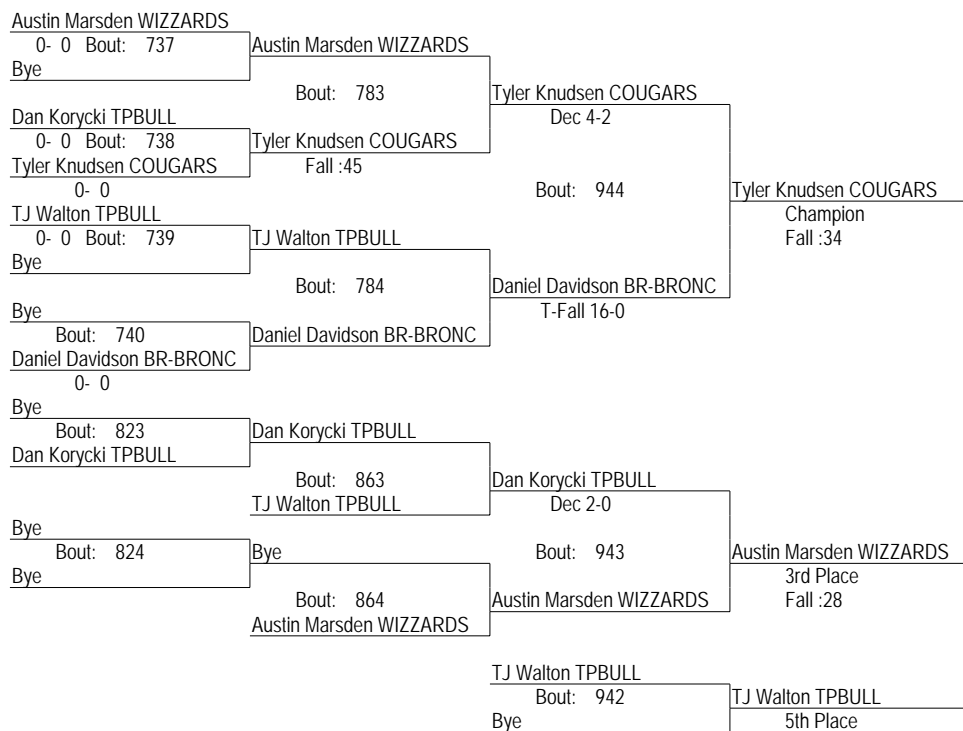 Austin Marsden WIZZARDS
0- 0 Bout: 737
Bye
Austin Marsden WIZZARDS
Bout: 783
Dan Korycki TPBULL
0- 0 Bout: 738
Tyler Knudsen COUGARS
0- 0
Tyler Knudsen COUGARS
Fall :45
Tyler Knudsen COUGARS
Dec 4-2
Bout: 944
TJ Walton TPBULL
0- 0 Bout: 739
Bye
TJ Walton TPBULL
Bout: 784
Bye
Bout: 740
Daniel Davidson BR-BRONC
0- 0
Daniel Davidson BR-BRONC
Daniel Davidson BR-BRONC
T-Fall 16-0
Tyler Knudsen COUGARS
Champion
Fall :34
Bye
Bout: 823
Dan Korycki TPBULL
Dan Korycki TPBULL
Bout: 863
TJ Walton TPBULL
Dan Korycki TPBULL
Dec 2-0
Bout: 943
Bye
Bout: 824
Bye
Bye
Bout: 864
Austin Marsden WIZZARDS
Austin Marsden WIZZARDS
Austin Marsden WIZZARDS
3rd Place
Fall :28
TJ Walton TPBULL
Bout: 942
Bye
TJ Walton TPBULL
5th Place